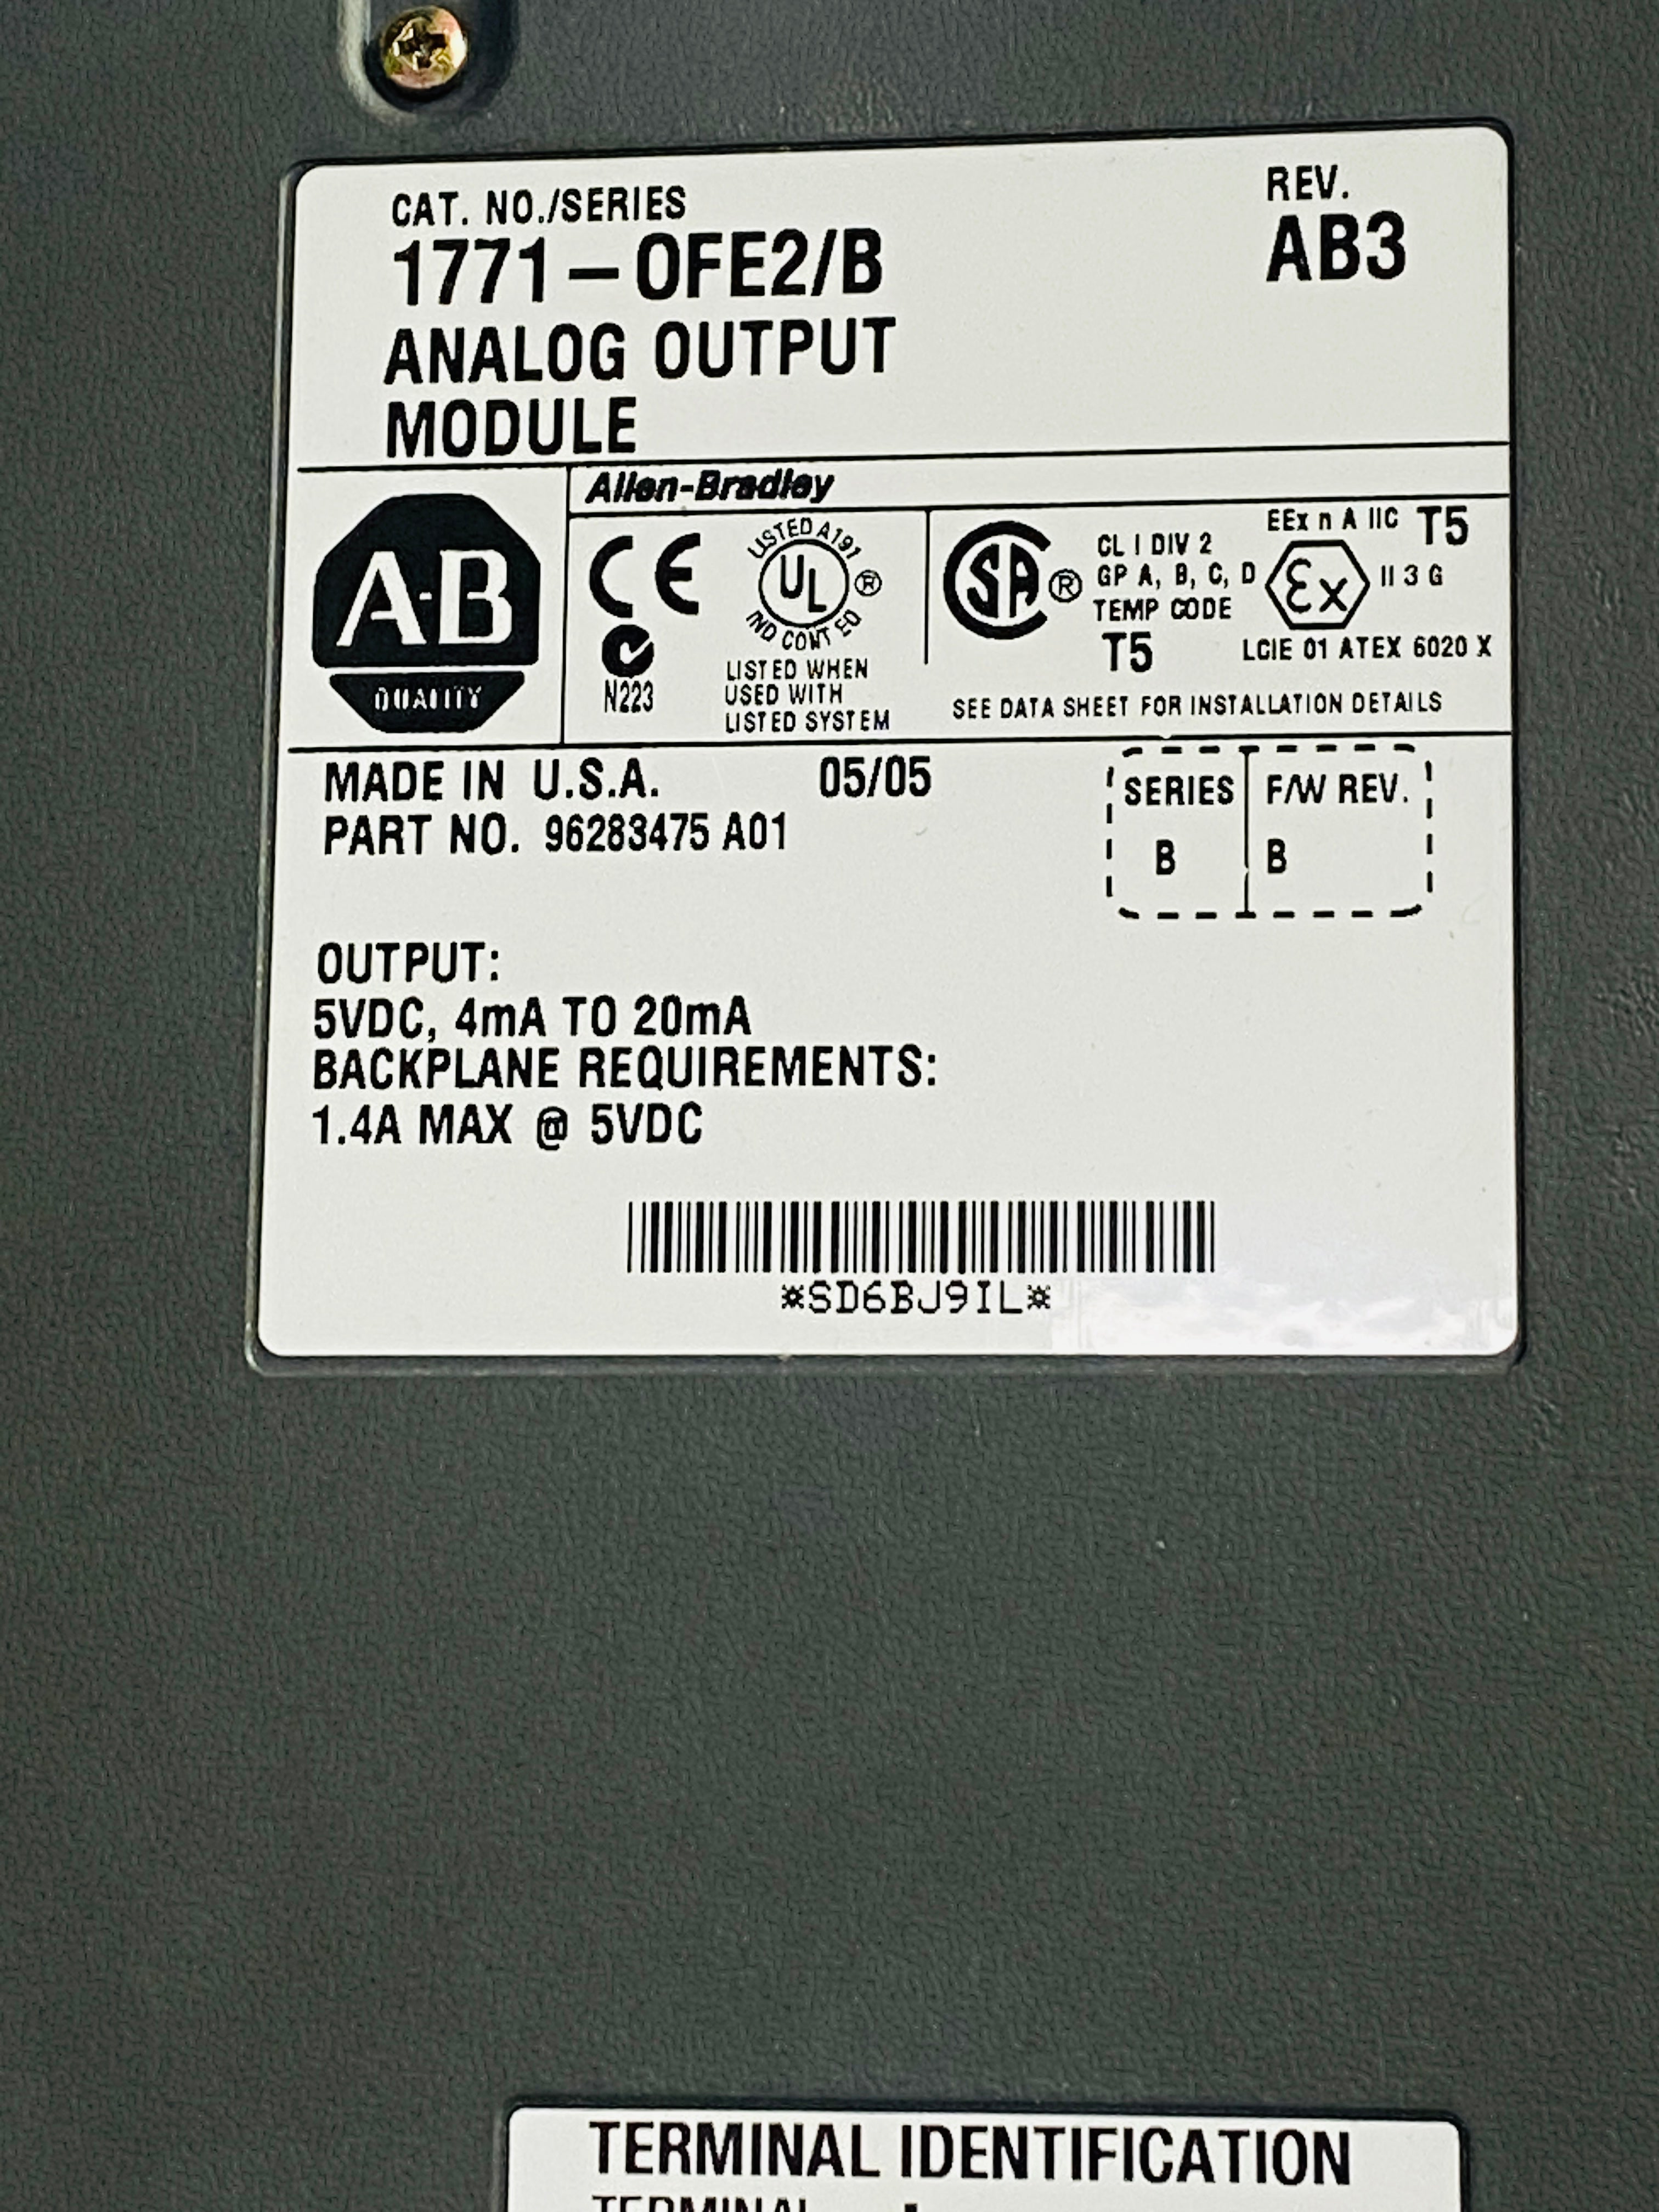 CAT. NO./SERIES
1771-OFE2/B
ANALOG OUTPUT
MODULE
REV.
AB3
Allen-Bradley
A-B
QUALITY
CE
N223
LISTED A191
UL ®
IND CONT EQ
LISTED WHEN
USED WITH
LISTED SYSTEM
SA ®
CL I DIV 2
GP A, B, C, D
TEMP CODE
T5
EEx n A IIC T5
Ex II 3 G
LCIE 01 ATEX 6020 X
SEE DATA SHEET FOR INSTALLATION DETAILS
MADE IN U.S.A. 05/05
PART NO. 96283475 A01
SERIES F/W REV.
B B
OUTPUT:
5VDC, 4mA TO 20mA
BACKPLANE REQUIREMENTS:
1.4A MAX @ 5VDC
*SD6BJ9IL*
TERMINAL IDENTIFICATION
TERMINAL